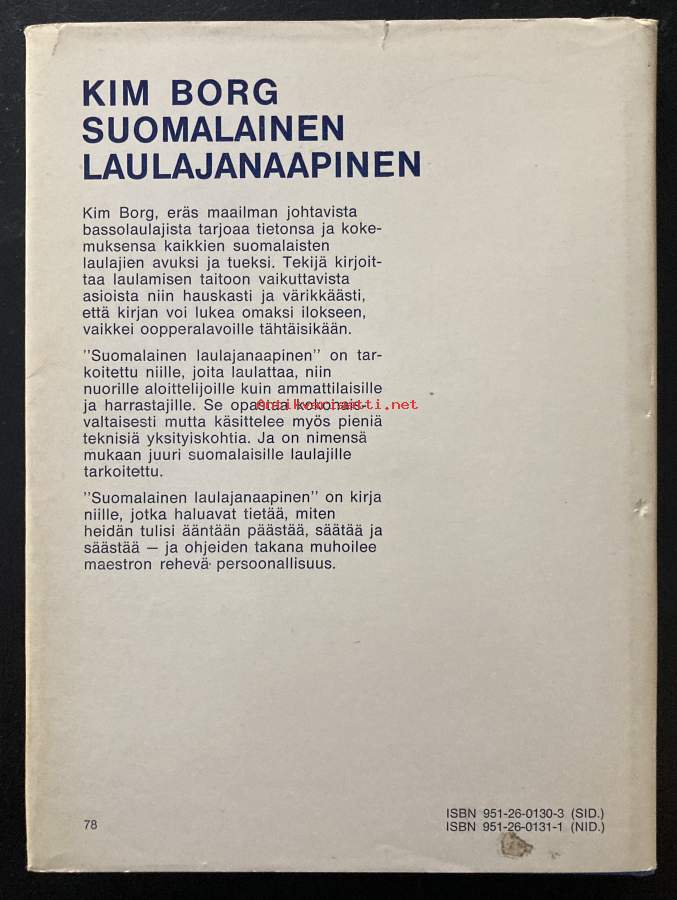 KIM BORG
SUOMALAINEN
LAULAJANAAPINEN
Kim Borg, eräs maailman johtavista
bassolaulajista tarjoaa tietonsa ja koke-
muksensa kaikkien suomalaisten
laulajien avuksi ja tueksi. Tekijä kirjoit-
taa laulamisen taitoon vaikuttavista
asioista niin hauskasti ja värikkäästi,
että kirjan voi lukea omaksi ilokseen,
vaikkei oopperalavoille tähtäisikään.
"Suomalainen laulajanaapinen" on tar-
koitettu niille, joita laulattaa, niin
nuorille aloittelijoille kuin ammattilaisille
ja harrastajille. Se opastaa kokonais-
Antikvariaatti.net
valtaisesti mutta käsittelee myös pieniä
teknisiä yksityiskohtia. Ja on nimensä
mukaan juuri suomalaisille laulajille
tarkoitettu.
"Suomalainen laulajanaapinen" on kirja
niille, jotka haluavat tietää, miten
heidän tulisi ääntään päästää, säätää ja
säästää — ja ohjeiden takana muhoilee
maestron rehevä persoonallisuus.
78
ISBN 951-26-0130-3 (SID.)
ISBN 951-26-0131-1 (NID.)